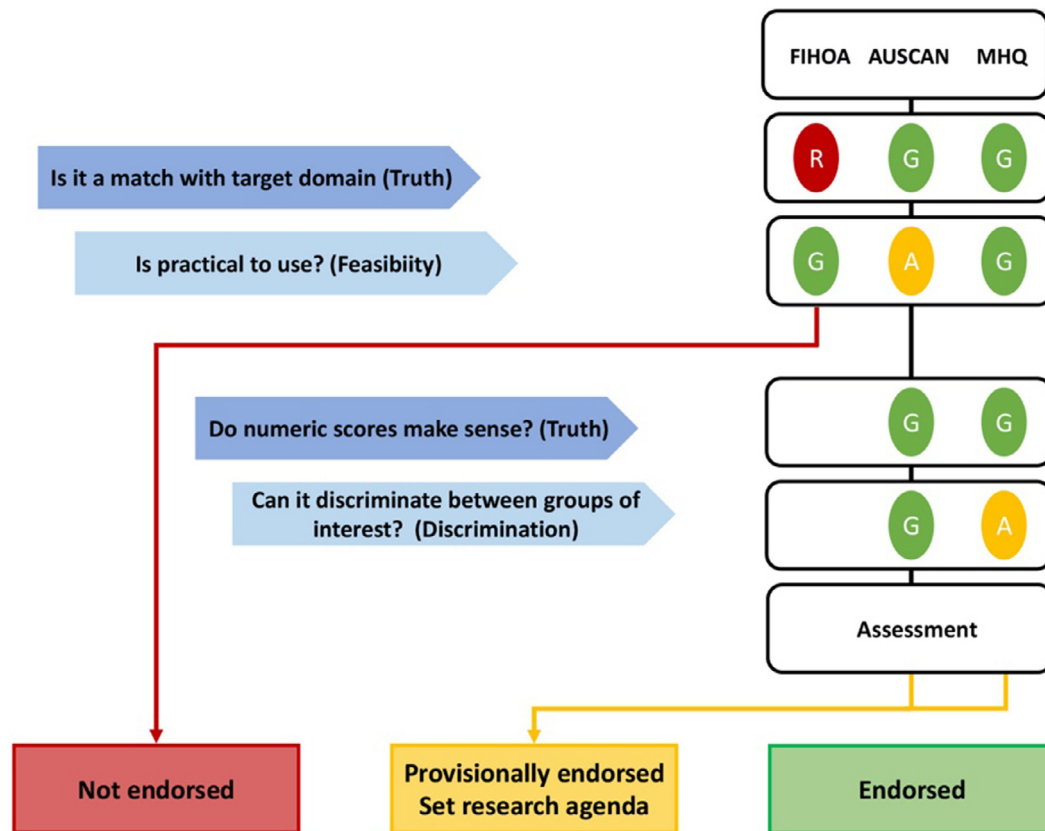 FIHOA AUSCAN MHQ
Is it a match with target domain (Truth)
R G G
Is practical to use? (Feasibiity)
G A G
Do numeric scores make sense? (Truth)
G G
Can it discriminate between groups of
interest? (Discrimination)
G A
Assessment
Not endorsed
Provisionally endorsed
Set research agenda
Endorsed